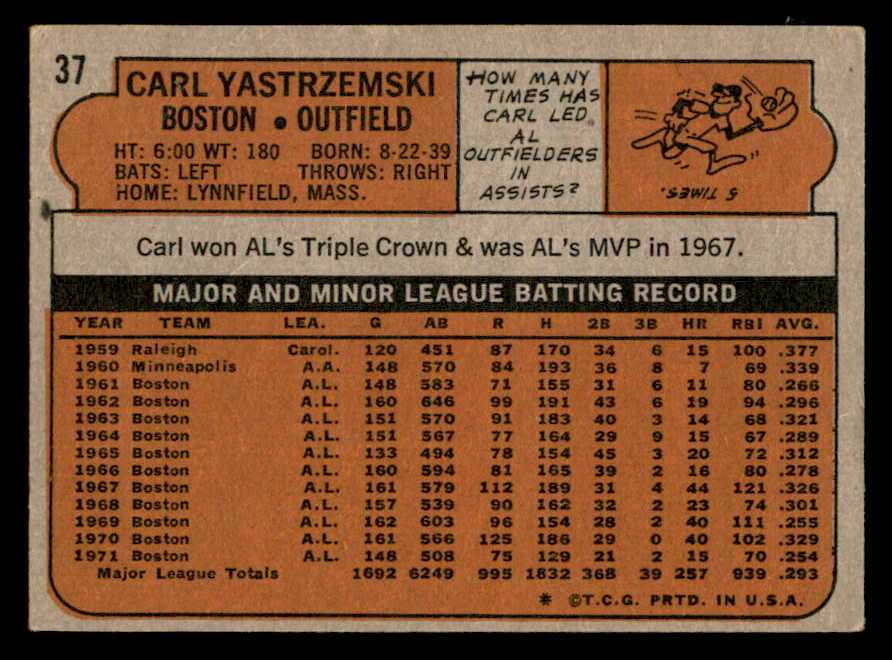 37
CARL YASTRZEMSKI
BOSTON • OUTFIELD
HT: 6:00 WT: 180 BORN: 8-22-39
BATS: LEFT THROWS: RIGHT
HOME: LYNNFIELD, MASS.
HOW MANY
TIMES HAS
CARL LED
AL
OUTFIELDERS
IN
ASSISTS?
5 TIMES.
Carl won AL's Triple Crown & was AL's MVP in 1967.
MAJOR AND MINOR LEAGUE BATTING RECORD
YEAR TEAM LEA. G AB R H 2B 3B HR RBI AVG.
1959 Raleigh Carol. 120 451 87 170 34 6 15 100 .377
1960 Minneapolis A.A. 148 570 84 193 36 8 7 69 .339
1961 Boston A.L. 148 583 71 155 31 6 11 80 .266
1962 Boston A.L. 160 646 99 191 43 6 19 94 .296
1963 Boston A.L. 151 570 91 183 40 3 14 68 .321
1964 Boston A.L. 151 567 77 164 29 9 15 67 .289
1965 Boston A.L. 133 494 78 154 45 3 20 72 .312
1966 Boston A.L. 160 594 81 165 39 2 16 80 .278
1967 Boston A.L. 161 579 112 189 31 4 44 121 .326
1968 Boston A.L. 157 539 90 162 32 2 23 74 .301
1969 Boston A.L. 162 603 96 154 28 2 40 111 .255
1970 Boston A.L. 161 566 125 186 29 0 40 102 .329
1971 Boston A.L. 148 508 75 129 21 2 15 70 .254
Major League Totals 1692 6249 995 1832 368 39 257 939 .293
* ©T.C.G. PRTD. IN U.S.A.